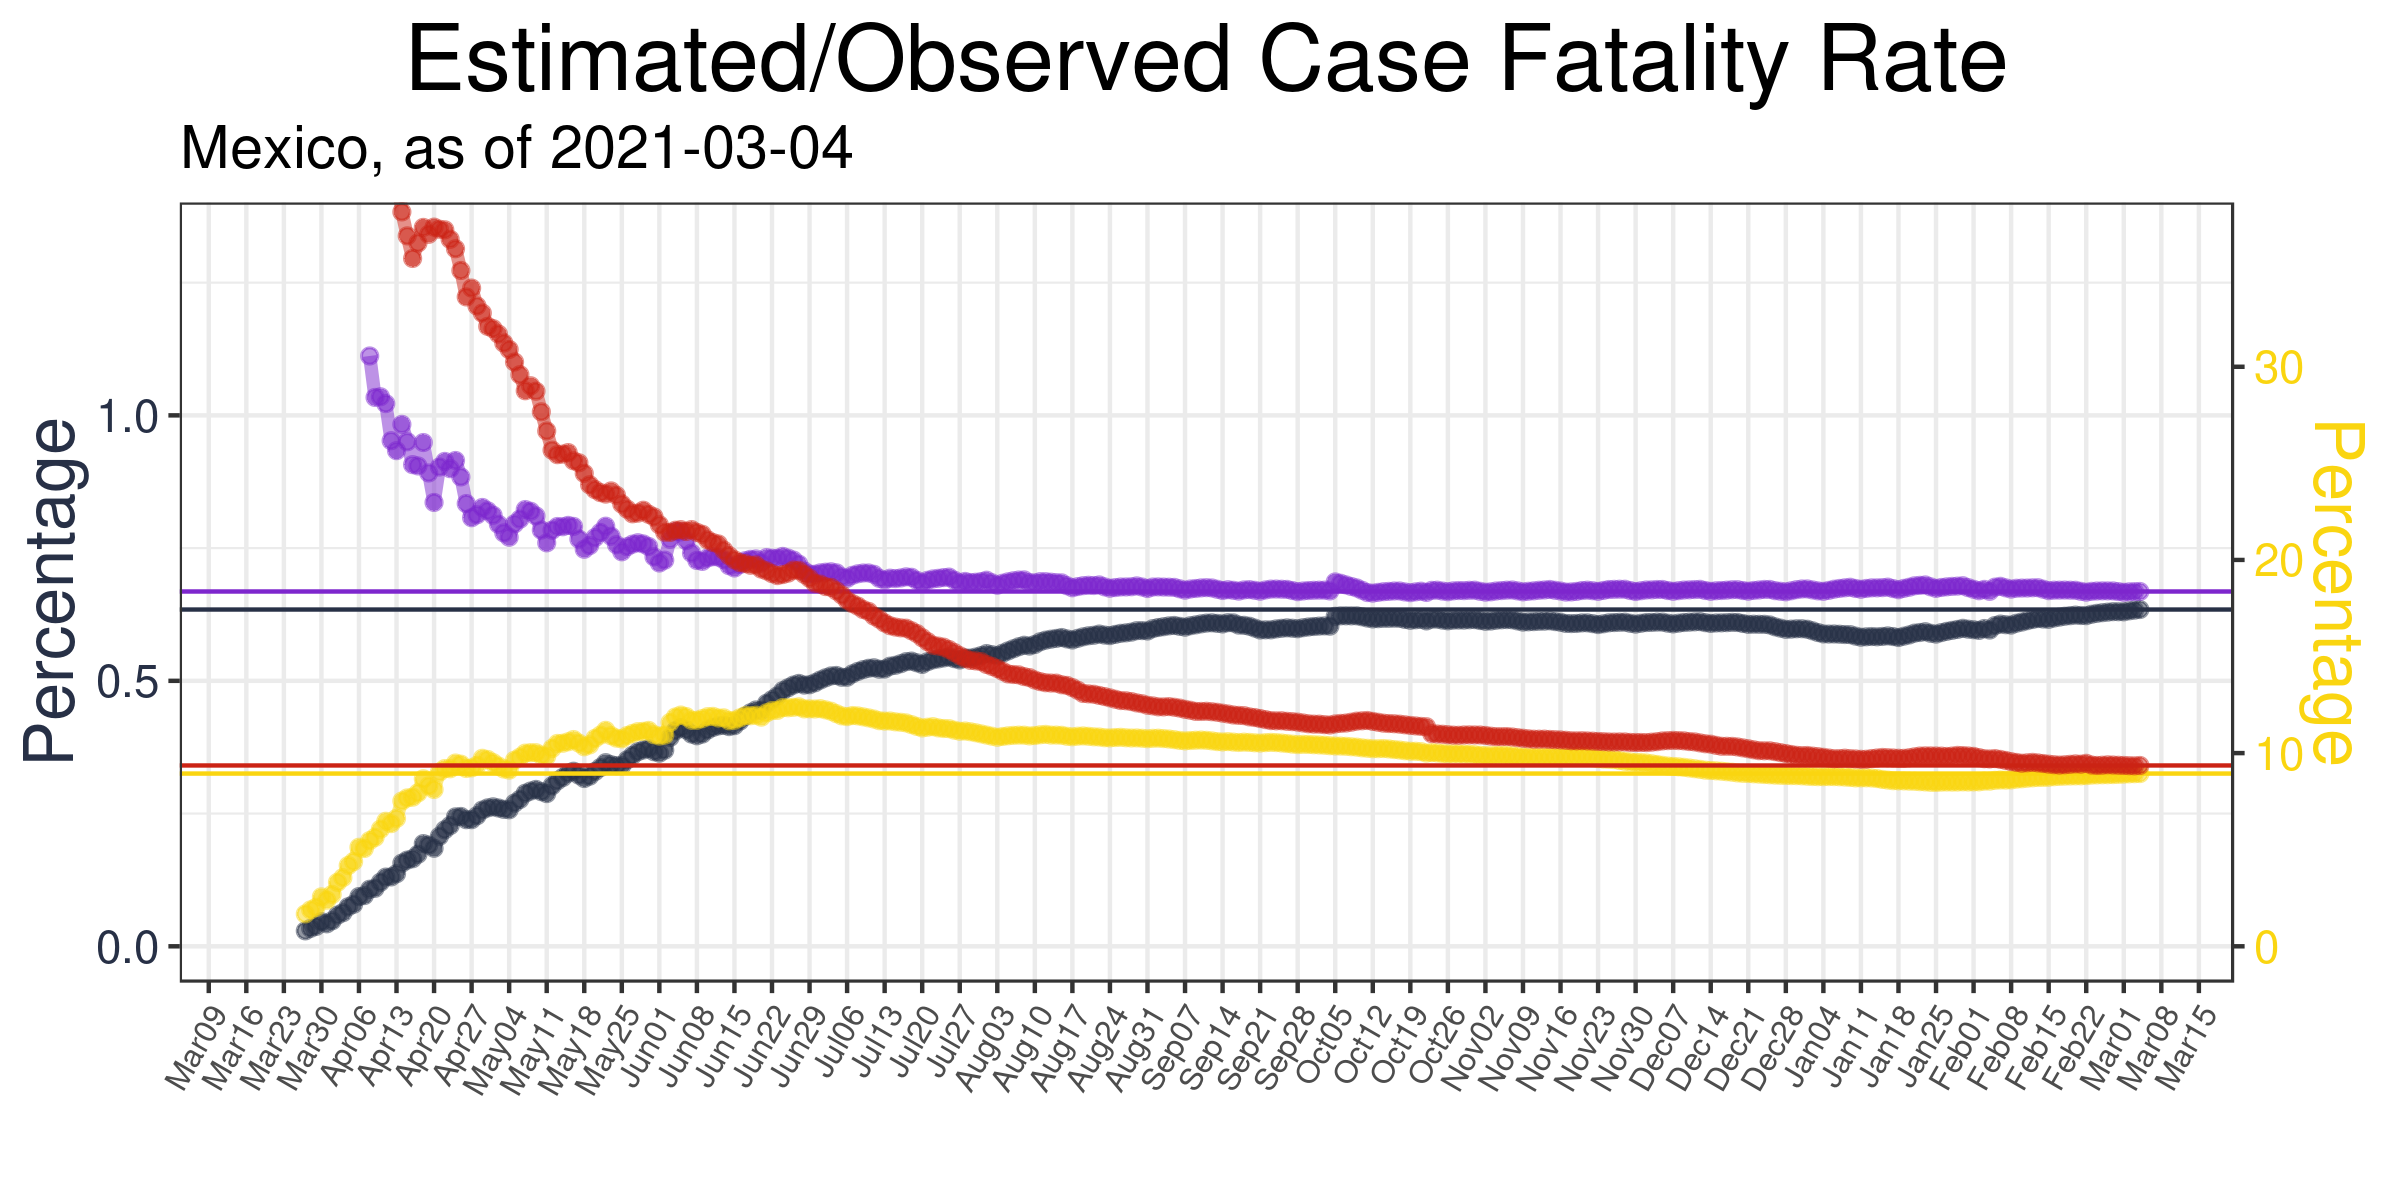 Estimated/Observed Case Fatality Rate
Mexico, as of 2021-03-04
Percentage
1.0
0.5
0.0
30
20
10
0
Percentage
Mar09
Mar16
Mar23
Mar30
Apr06
Apr13
Apr20
Apr27
May04
May11
May18
May25
Jun01
Jun08
Jun15
Jun22
Jun29
Jul06
Jul13
Jul20
Jul27
Aug03
Aug10
Aug17
Aug24
Aug31
Sep07
Sep14
Sep21
Sep28
Oct05
Oct12
Oct19
Oct26
Nov02
Nov09
Nov16
Nov23
Nov30
Dec07
Dec14
Dec21
Dec28
Jan04
Jan11
Jan18
Jan25
Feb01
Feb08
Feb15
Feb22
Mar01
Mar08
Mar15